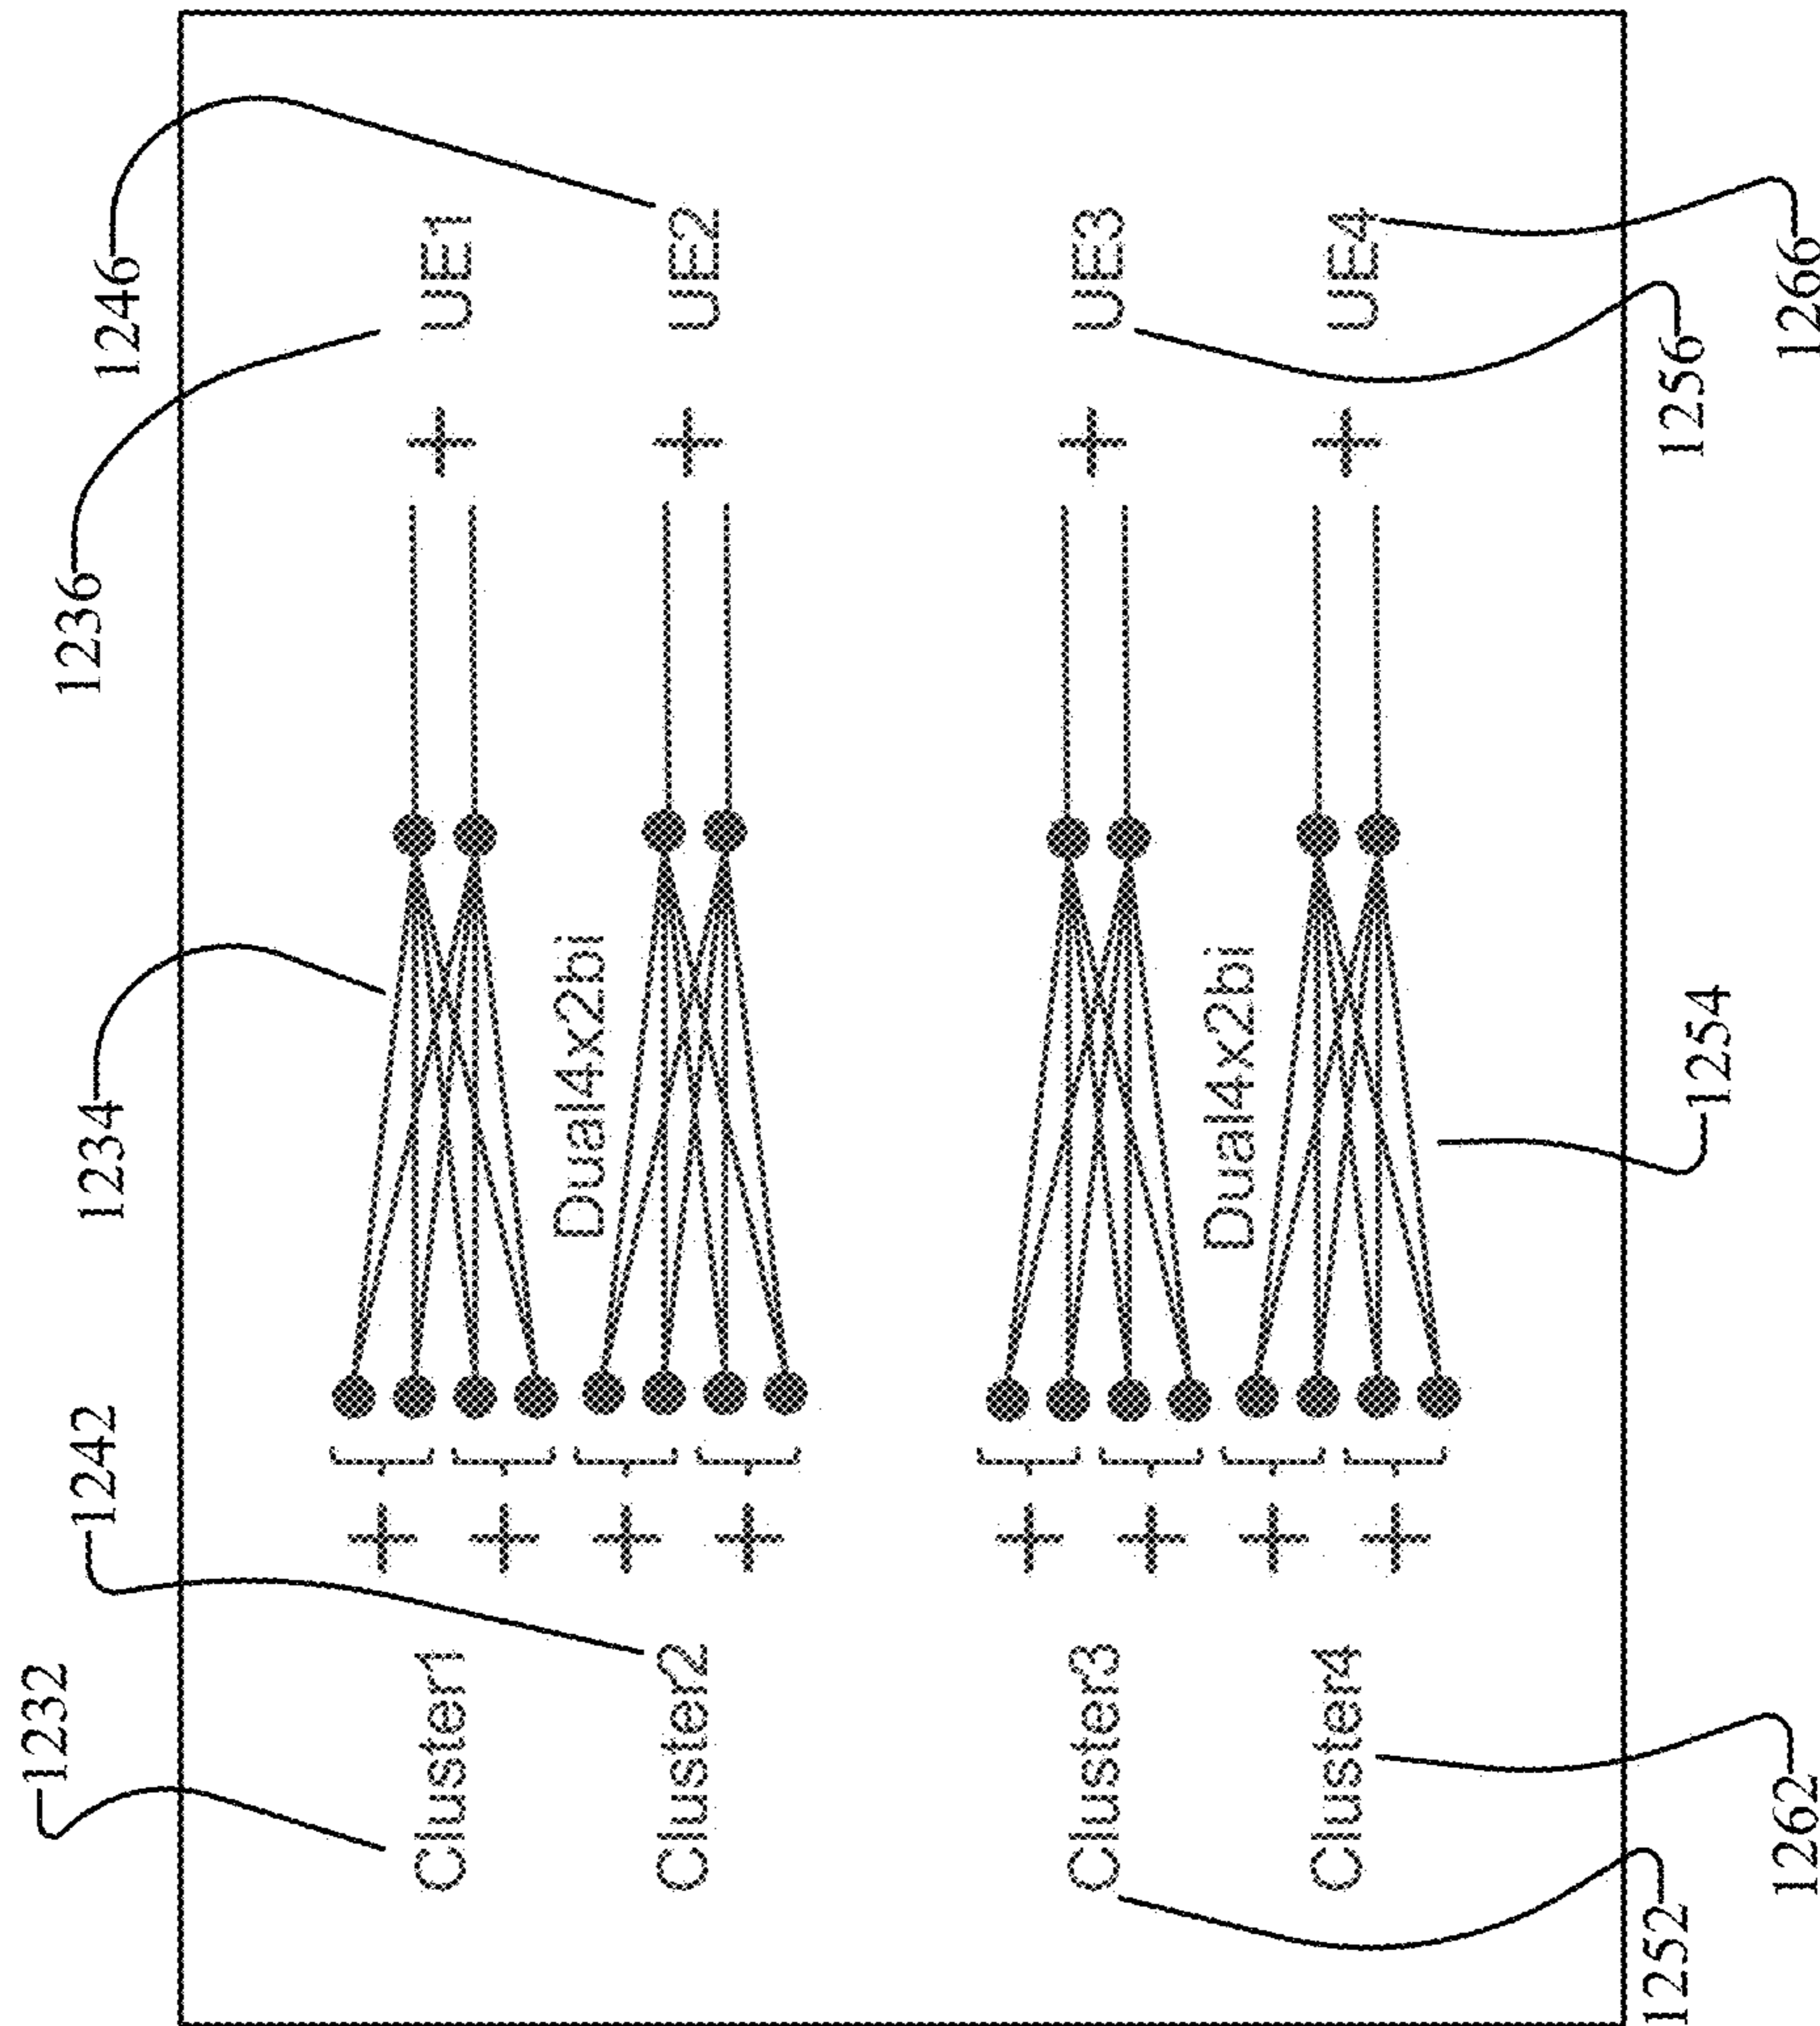 1232
1242
1234
1236
1246
Cluster1
UE1
Dual4x2bi
Cluster2
UE2
Cluster3
UE3
Dual4x2bi
Cluster4
UE4
1252
1262
1254
1256
1266